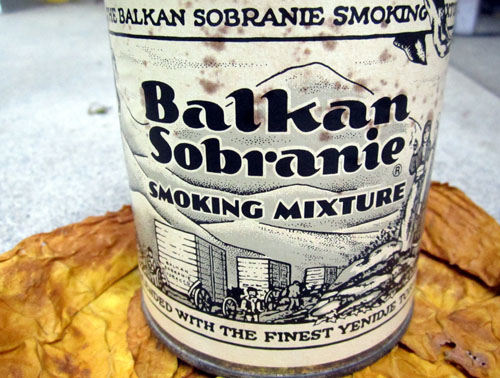 THE BALKAN SOBRANIE SMOKING
Balkan
Sobranie ®
SMOKING MIXTURE
WITH THE FINEST YENIDJE